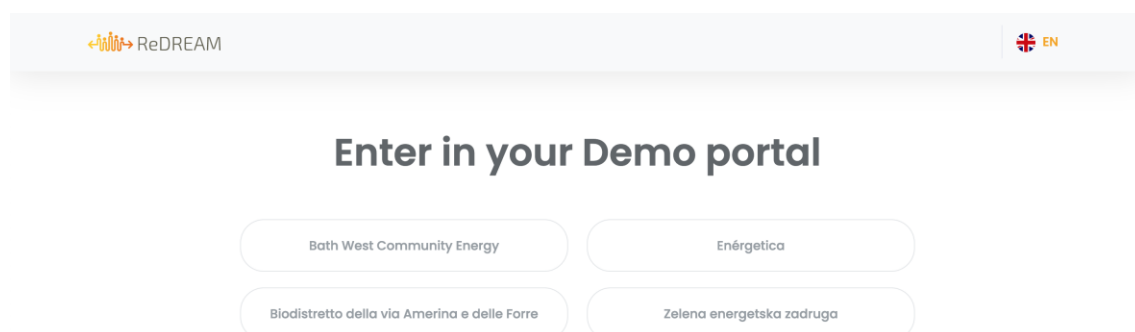 ReDREAM
EN
Enter in your Demo portal
Bath West Community Energy
Enérgetica
Biodistretto della via Amerina e delle Forre
Zelena energetska zadruga